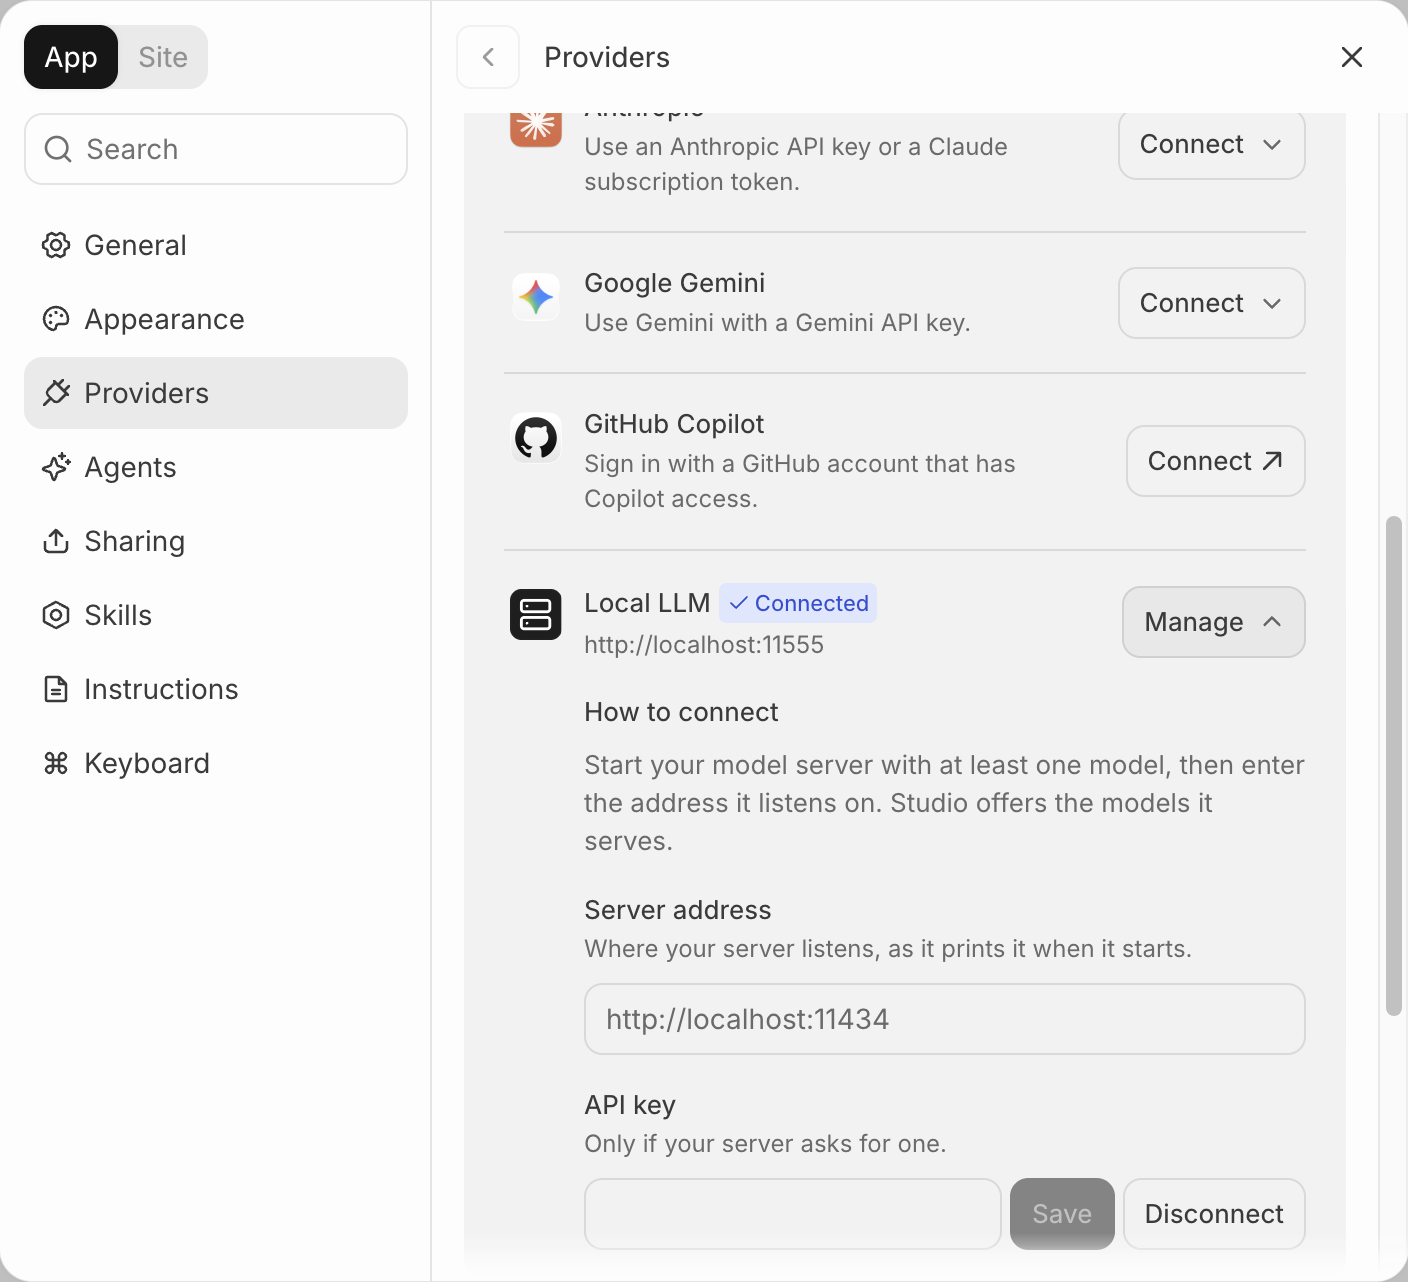 App
Site
Search
General
Appearance
Providers
Agents
Sharing
Skills
Instructions
Keyboard
Providers
Anthropic
Use an Anthropic API key or a Claude
subscription token.
Connect
Google Gemini
Use Gemini with a Gemini API key.
Connect
GitHub Copilot
Sign in with a GitHub account that has
Copilot access.
Connect
Local LLM
Connected
http://localhost:11555
Manage
How to connect
Start your model server with at least one model, then enter
the address it listens on. Studio offers the models it
serves.
Server address
Where your server listens, as it prints it when it starts.
http://localhost:11434
API key
Only if your server asks for one.
Save
Disconnect